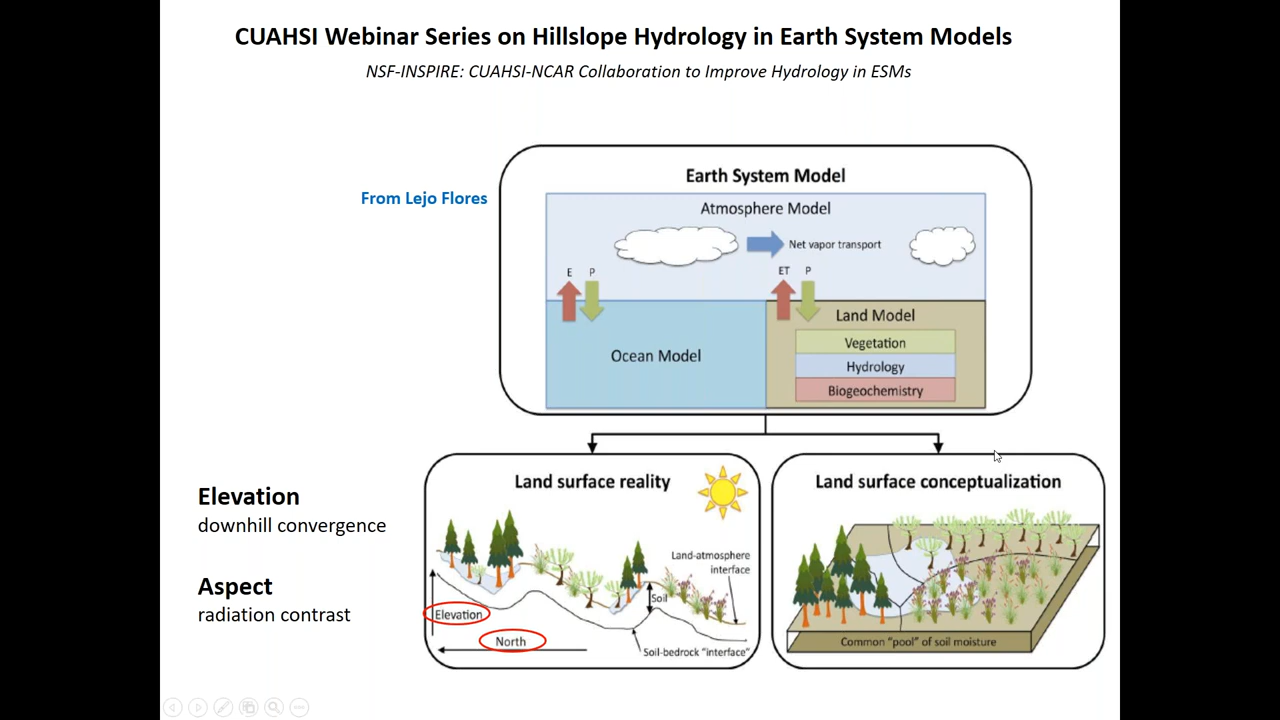 CUAHSI Webinar Series on Hillslope Hydrology in Earth System Models
NSF-INSPIRE: CUAHSI-NCAR Collaboration to Improve Hydrology in ESMs
From Lejo Flores
Earth System Model
Atmosphere Model
Net vapor transport
E
P
ET
P
Ocean Model
Land Model
Vegetation
Hydrology
Biogeochemistry
Elevation
downhill convergence
Aspect
radiation contrast
Land surface reality
Land-atmosphere
interface
Soil
Elevation
North
Soil-bedrock "interface"
Land surface conceptualization
Common "pool" of soil moisture